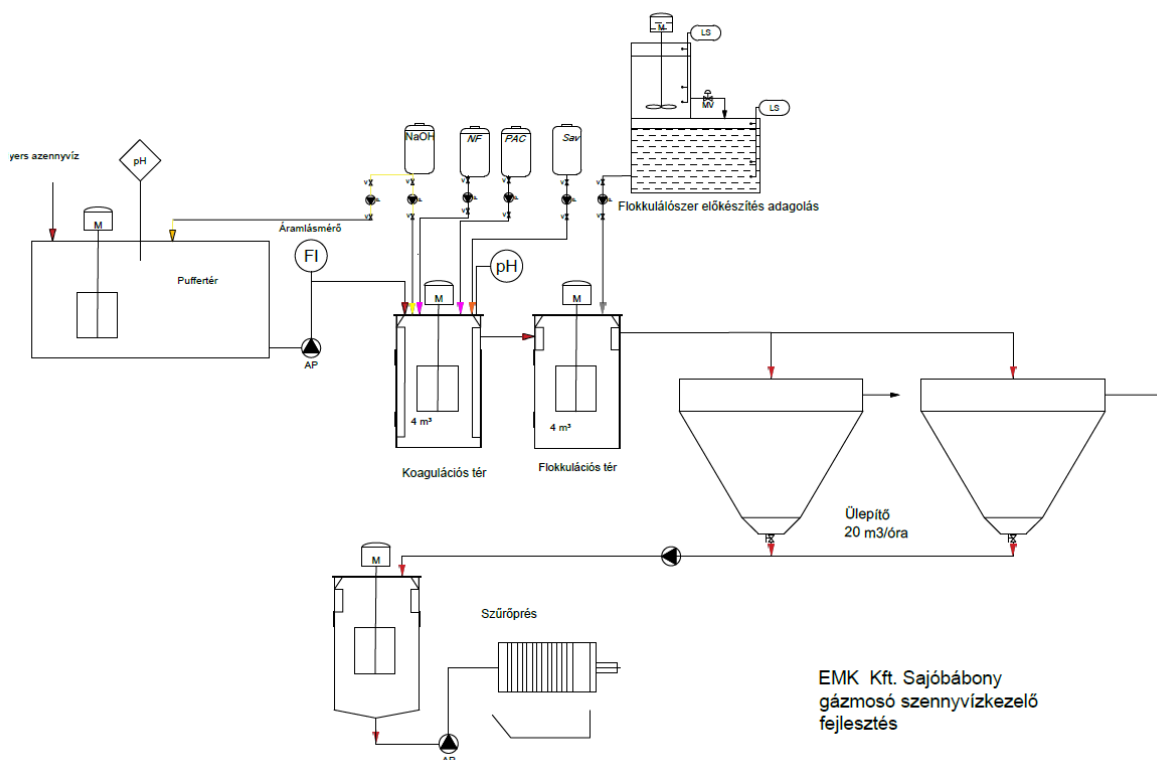 M
LS
MV
LS
NaOH
NF
PAC
Sav
yers azennyvíz
pH
V
V
V
V
V
V
V
V
V
V
Flokkulálószer előkészítés adagolás
M
Áramlásmérő
FI
pH
Puffertér
M
M
AP
4 m³
4 m³
Koagulációs tér
Flokkulációs tér
Ülepítő
20 m3/óra
M
Szűrőprés
AP
EMK Kft. Sajóbábony
gázmosó szennyvízkezelő
fejlesztés